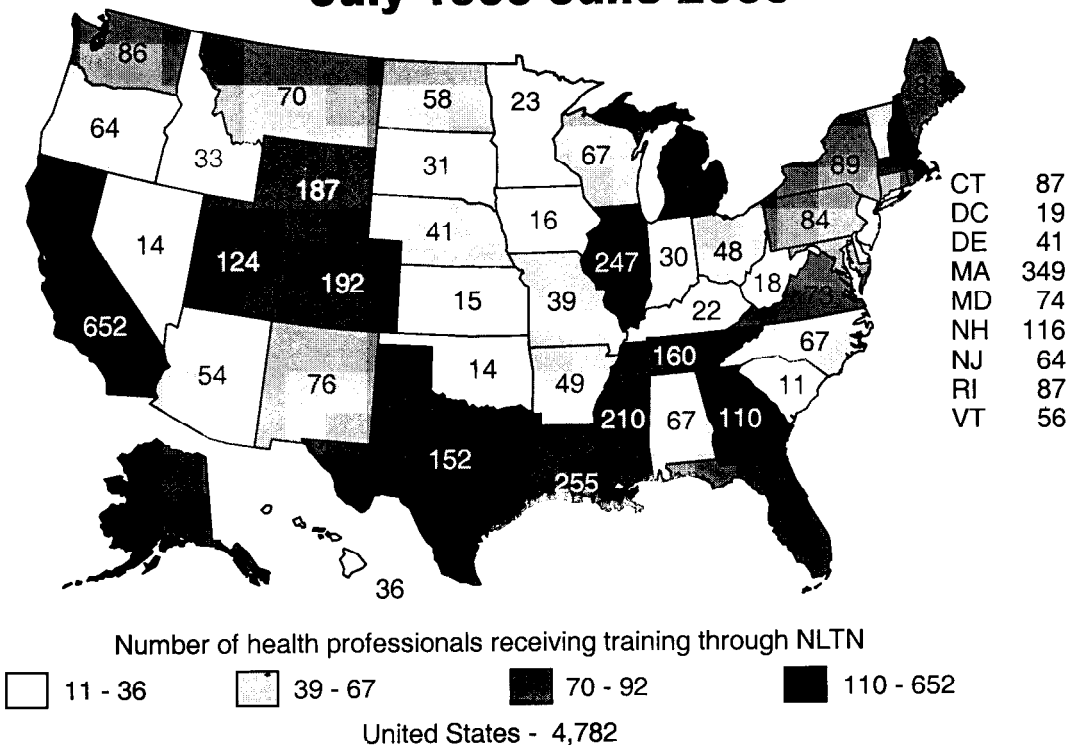 86
70
58
23
64
33
67
89
31
187
84
16
41
14
124
192
247
30
48
18
15
39
22
652
67
160
54
76
14
49
11
210
67
110
152
255
36
CT 87
DC 19
DE 41
MA 349
MD 74
NH 116
NJ 64
RI 87
VT 56
Number of health professionals receiving training through NLTN
11 - 36
39 - 67
70 - 92
110 - 652
United States - 4,782